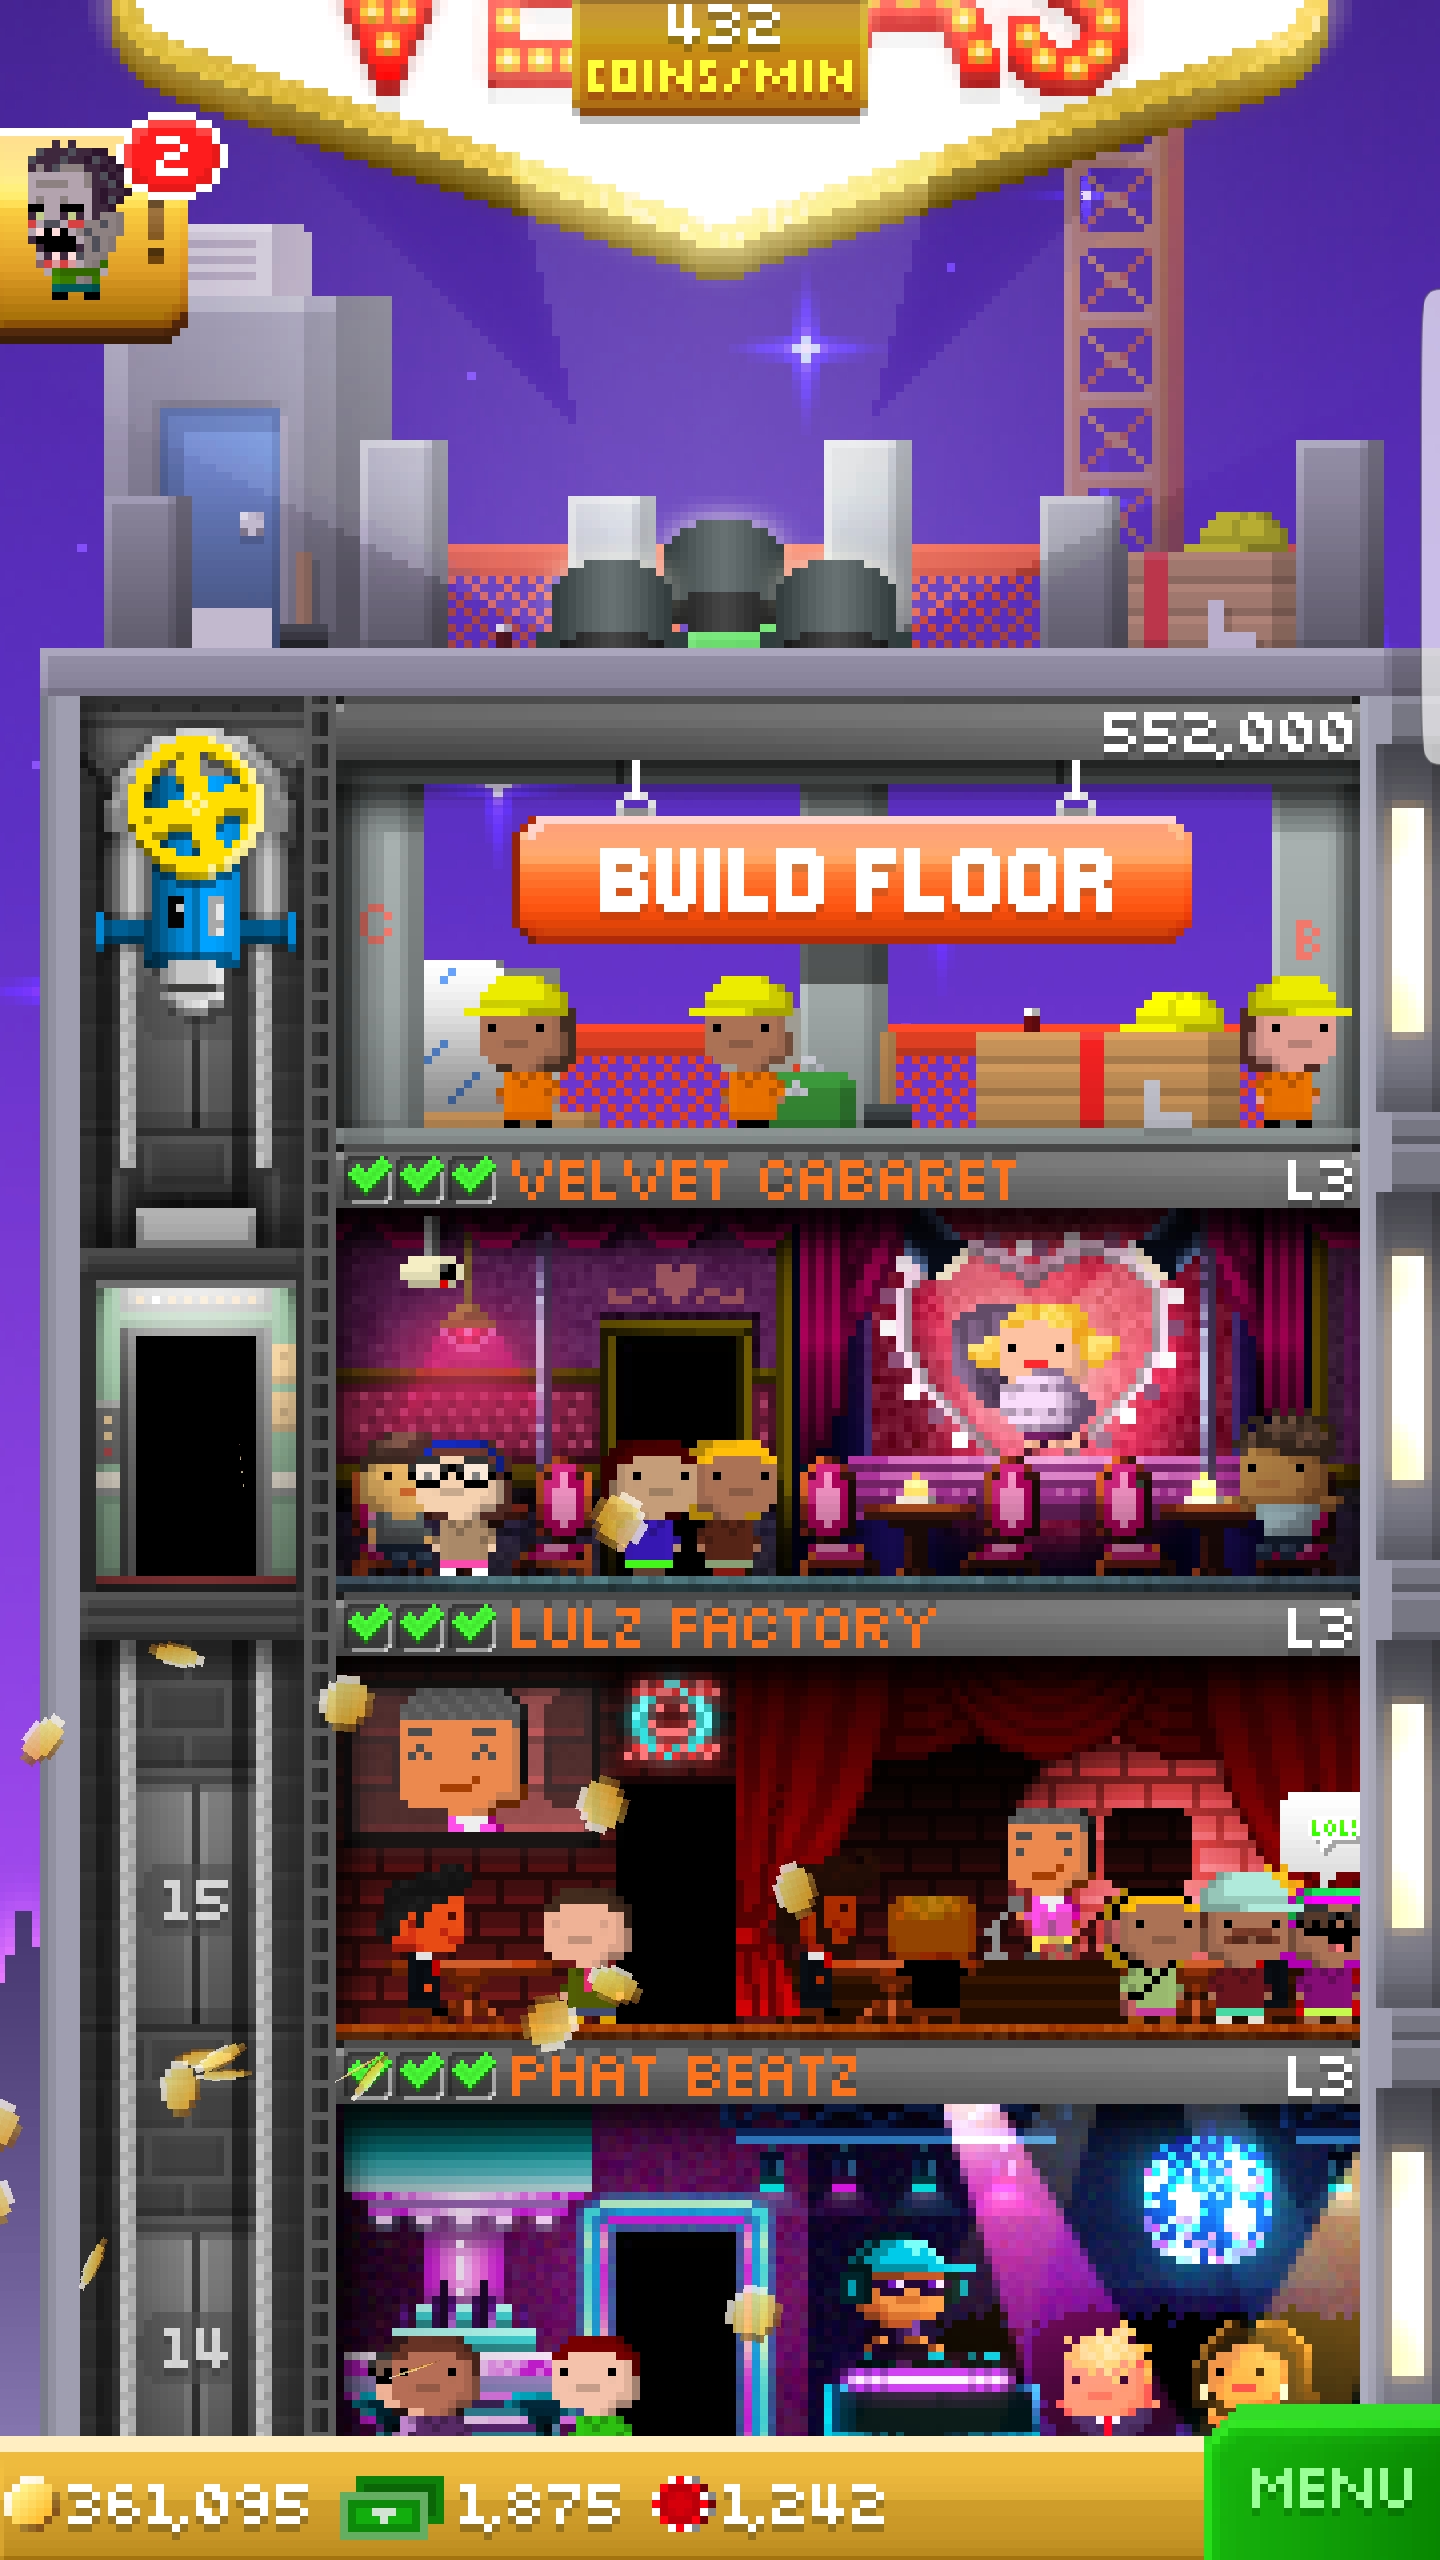 VEGAS
432
COINS/MIN
2
!
552,000
BUILD FLOOR
C
B
VELVET CABARET L3
LULZ FACTORY L3
LOL!
15
PHAT BEATZ L3
14
361,095 1,875 1,242
MENU